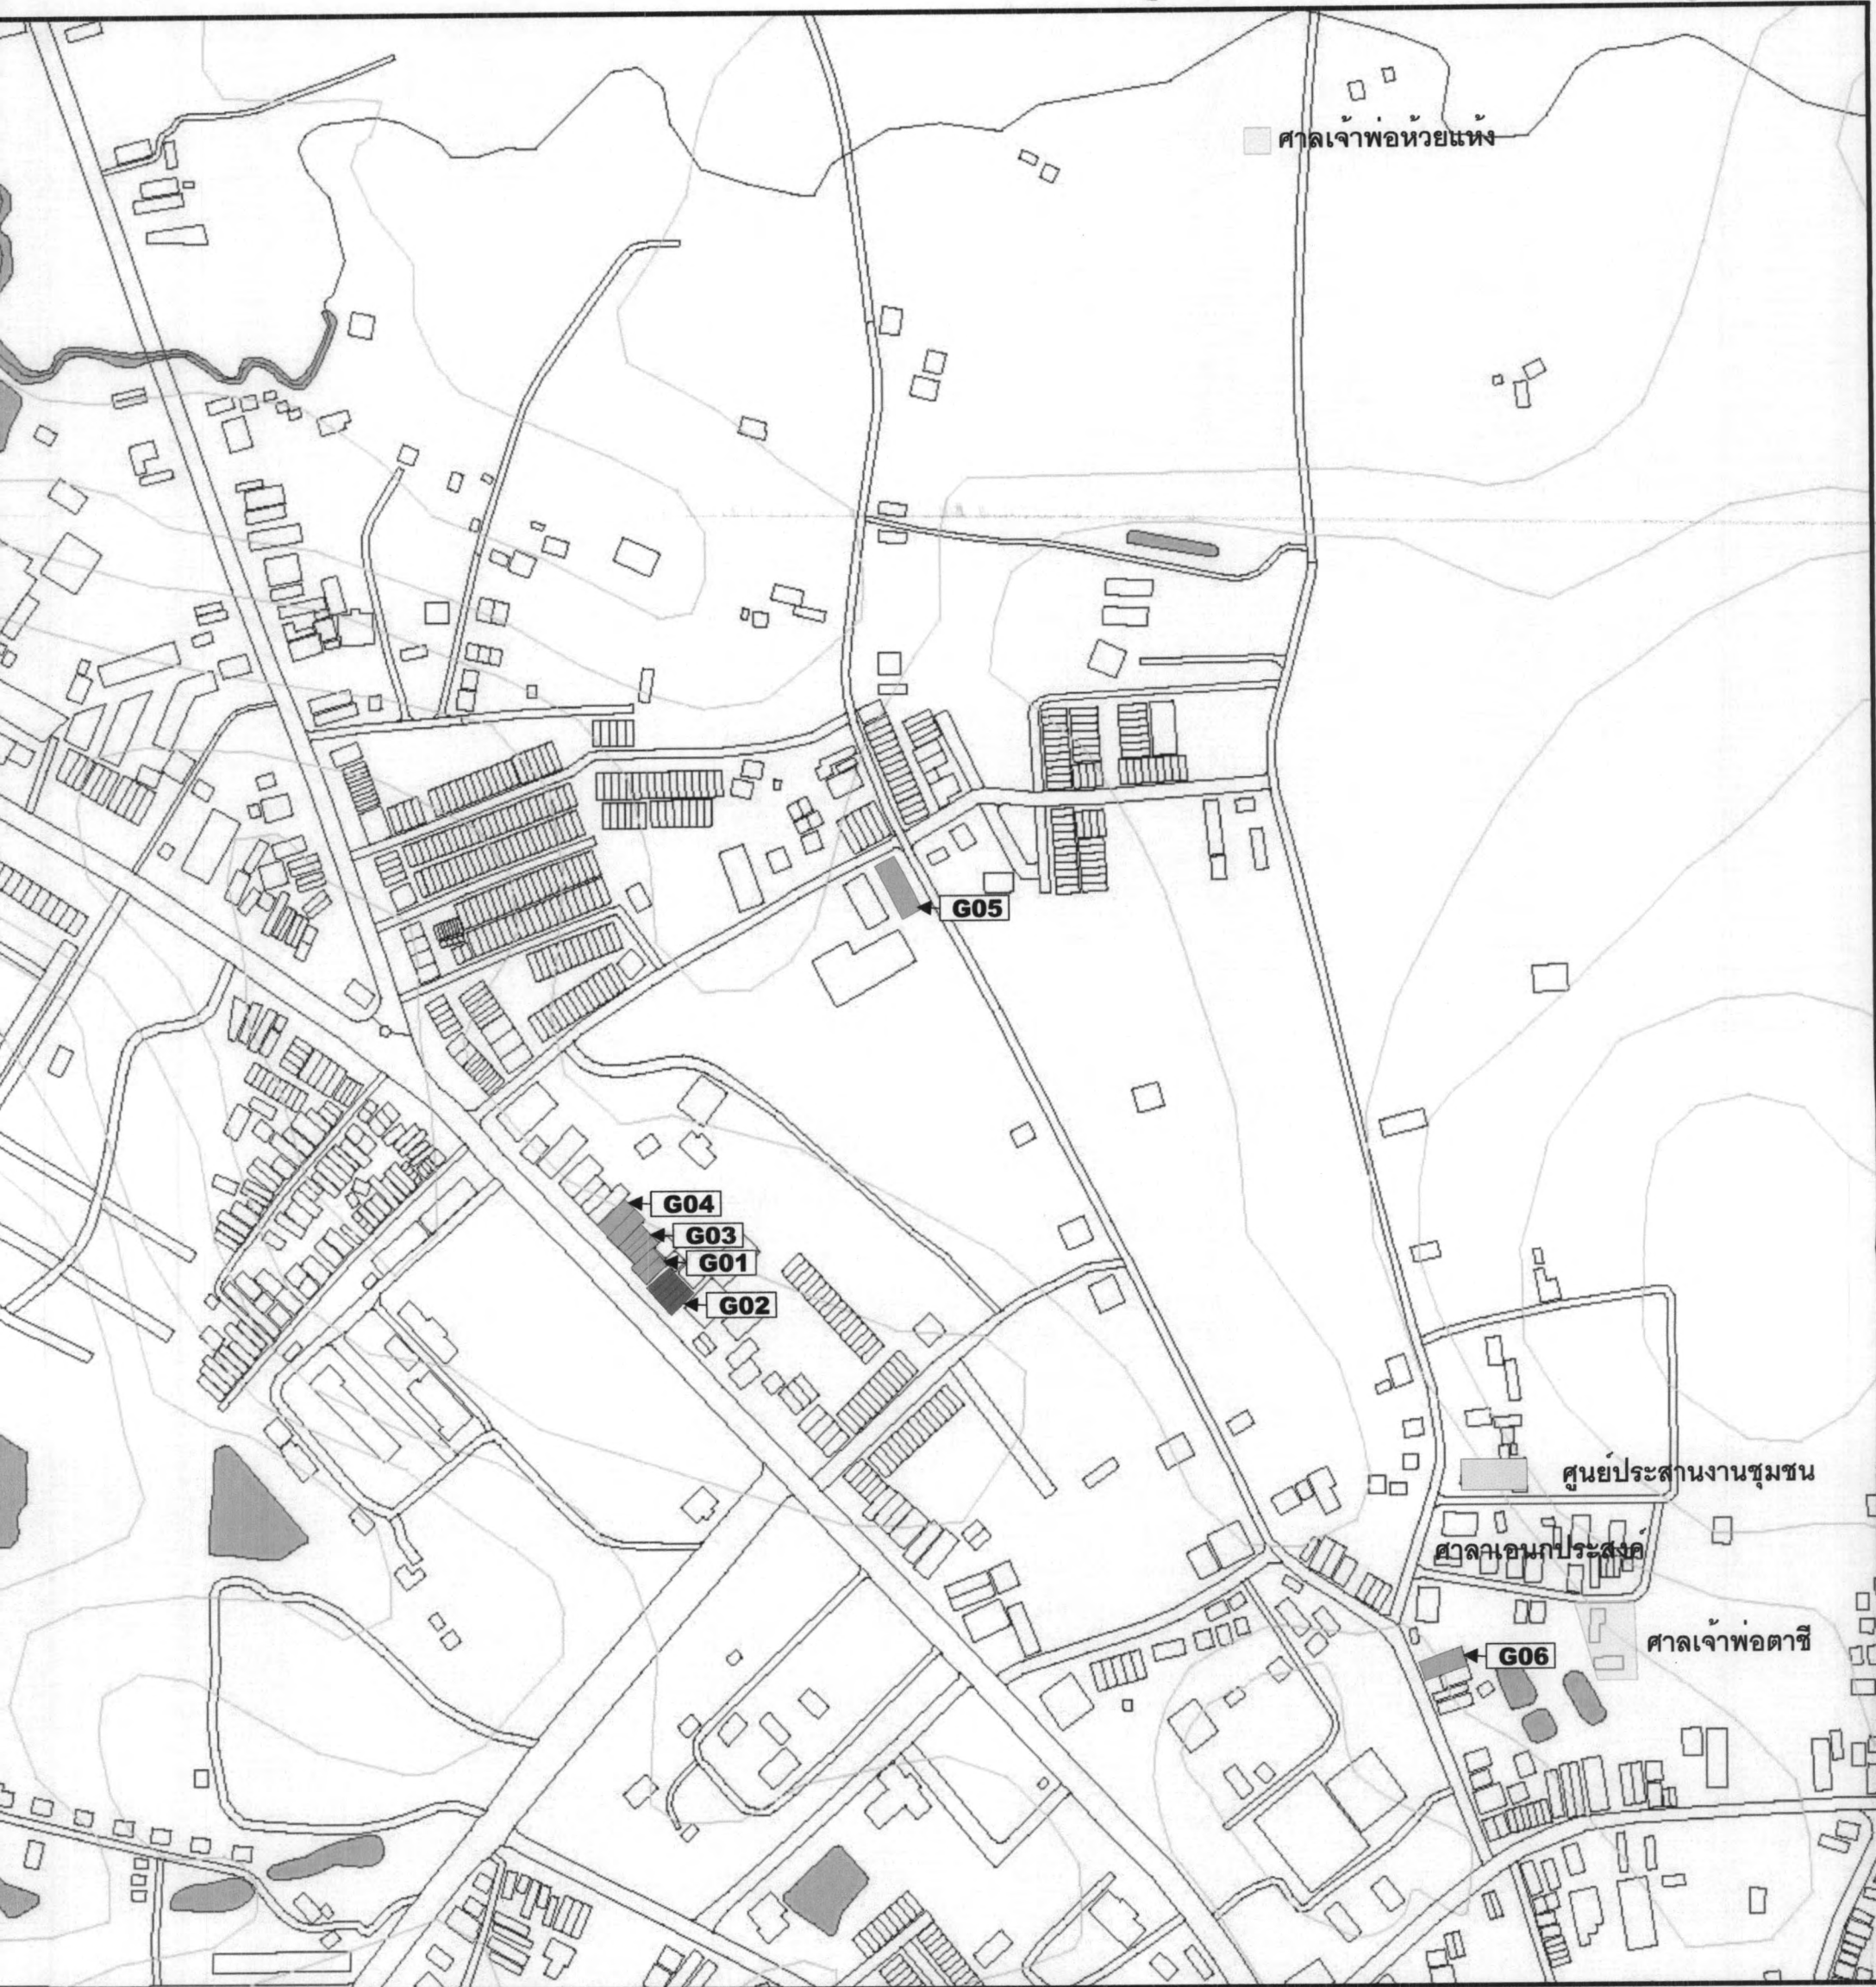 ศาลเจ้าพ่อห้วยแห้ง
G05
G04
G03
G01
G02
ศูนย์ประสานงานชุมชน
ศาลาเอนกประสงค์
ศาลเจ้าพ่อตาชี
G06